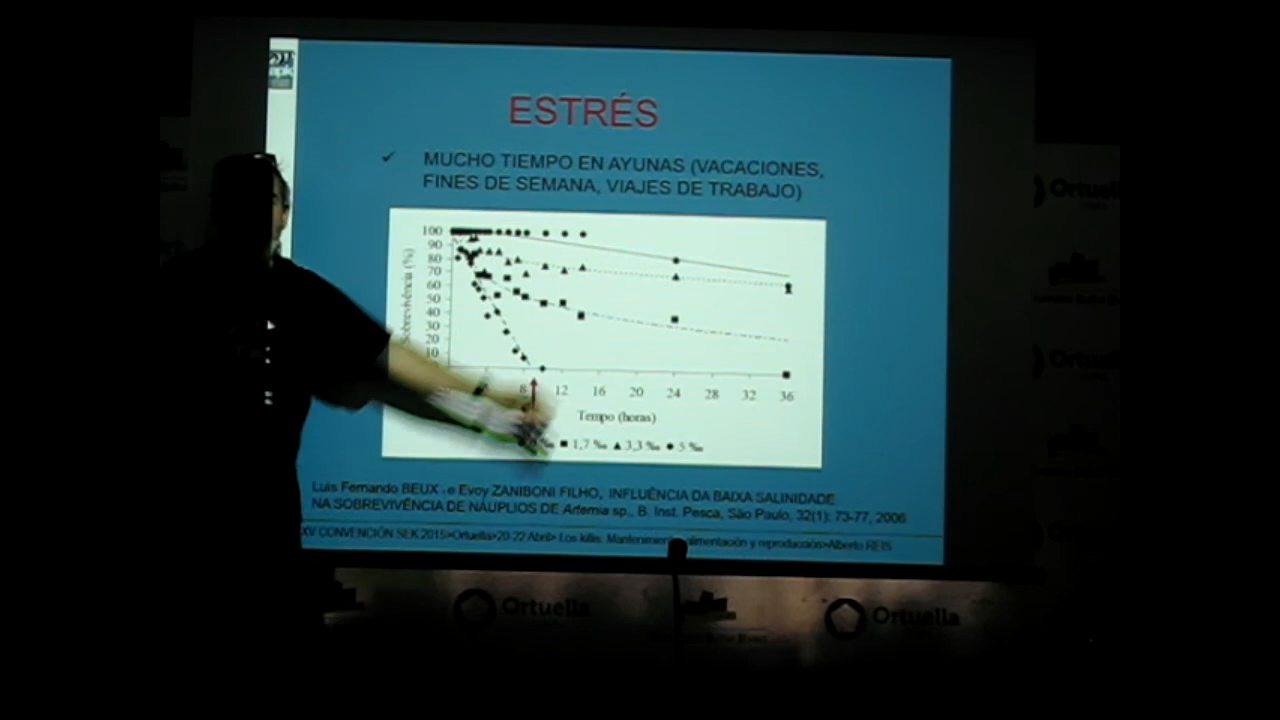 ESTRÉS
✓ MUCHO TIEMPO EN AYUNAS (VACACIONES,
FINES DE SEMANA, VIAJES DE TRABAJO)
100
90
80
70
60
50
40
30
20
10
Sobrevivência (%)
8 12 16 20 24 28 32 36
Tempo (horas)
‰ ■ 1,7 ‰ ▲ 3,3 ‰ ● 5 ‰
Luis Fernando BEUX . e Evoy ZANIBONI FILHO, INFLUÊNCIA DA BAIXA SALINIDADE
NA SOBREVIVÊNCIA DE NÁUPLIOS DE Artemia sp., B. Inst. Pesca, São Paulo, 32(1): 73-77, 2006
XV CONVENCIÓN SEK 2015>Ortuella>20-22 Abril> Los killis: Mantenimiento, alimentación y reproducción>Alberto REIS
Ortuella
Ortuella
Ortuella
Ortuella